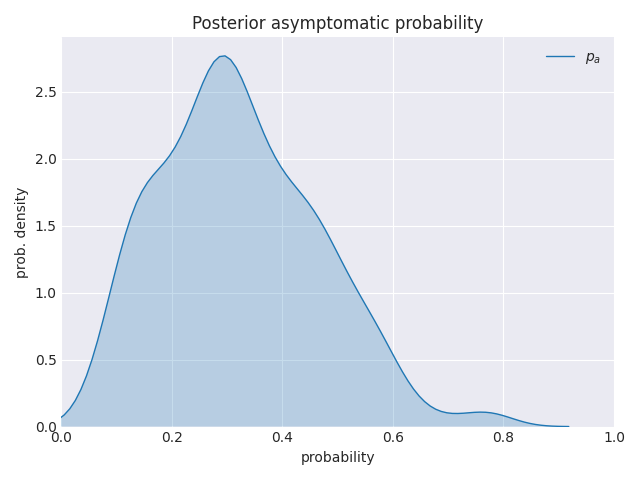 Posterior asymptomatic probability
pₐ
prob. density
2.5
2.0
1.5
1.0
0.5
0.0
0.0 0.2 0.4 0.6 0.8 1.0
probability